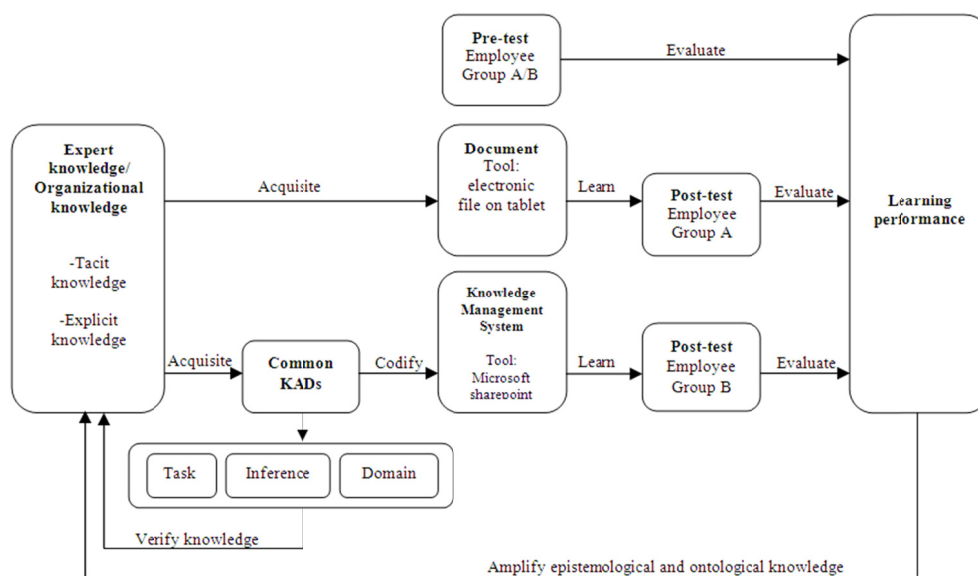 Pre-test
Employee
Group A/B
Evaluate
Expert
knowledge/
Organizational
knowledge
-Tacit
knowledge
-Explicit
knowledge
Acquisite
Document
Tool:
electronic
file on tablet
Learn
Post-test
Employee
Group A
Evaluate
Learning
performance
Acquisite
Common
KADs
Codify
Knowledge
Management
System
Tool:
Microsoft
sharepoint
Learn
Post-test
Employee
Group B
Evaluate
Task
Inference
Domain
Verify knowledge
Amplify epistemological and ontological knowledge